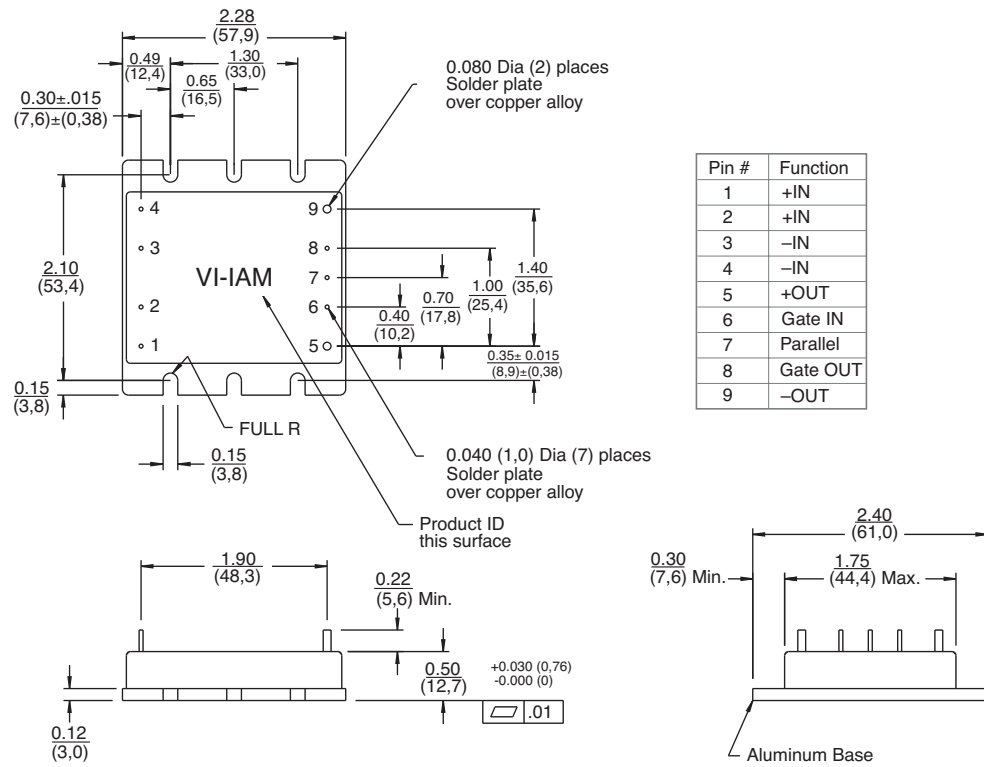 2.28
(57,9)
0.49
(12,4)
1.30
(33,0)
0.65
(16,5)
0.30±.015
(7,6)±(0,38)
0.080 Dia (2) places
Solder plate
over copper alloy
4
3
2
1
9
8
7
6
5
VI-IAM
2.10
(53,4)
0.40
(10,2)
0.70
(17,8)
1.00
(25,4)
1.40
(35,6)
0.35± 0.015
(8,9)±(0,38)
0.15
(3,8)
FULL R
0.15
(3,8)
0.040 (1,0) Dia (7) places
Solder plate
over copper alloy
Product ID
this surface
Pin # Function
1 +IN
2 +IN
3 –IN
4 –IN
5 +OUT
6 Gate IN
7 Parallel
8 Gate OUT
9 –OUT
1.90
(48,3)
0.22
(5,6) Min.
0.50
(12,7)
+0.030 (0,76)
-0.000 (0)
.01
0.12
(3,0)
2.40
(61,0)
0.30
(7,6) Min.
1.75
(44,4) Max.
Aluminum Base